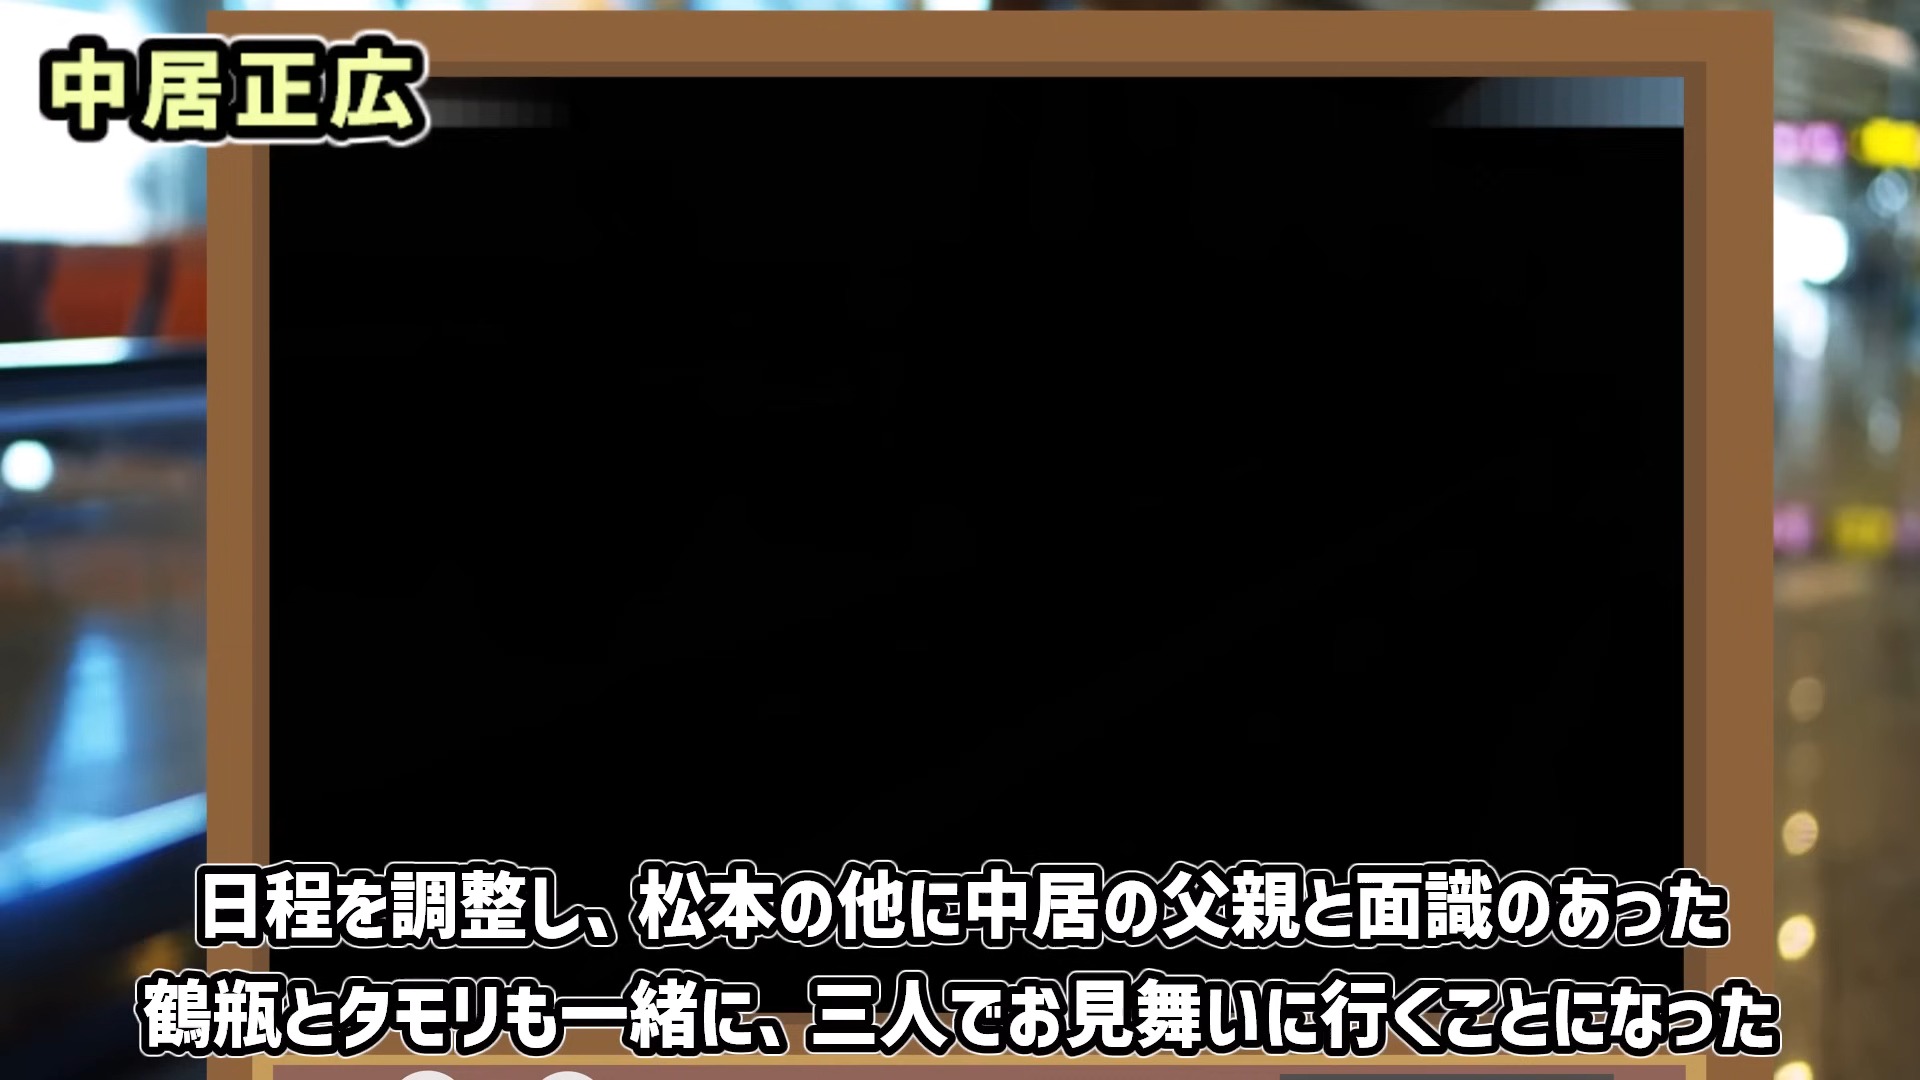 中居正広
日程を調整し、松本の他に中居の父親と面識のあった
鶴瓶とタモリも一緒に、三人でお見舞いに行くことになった